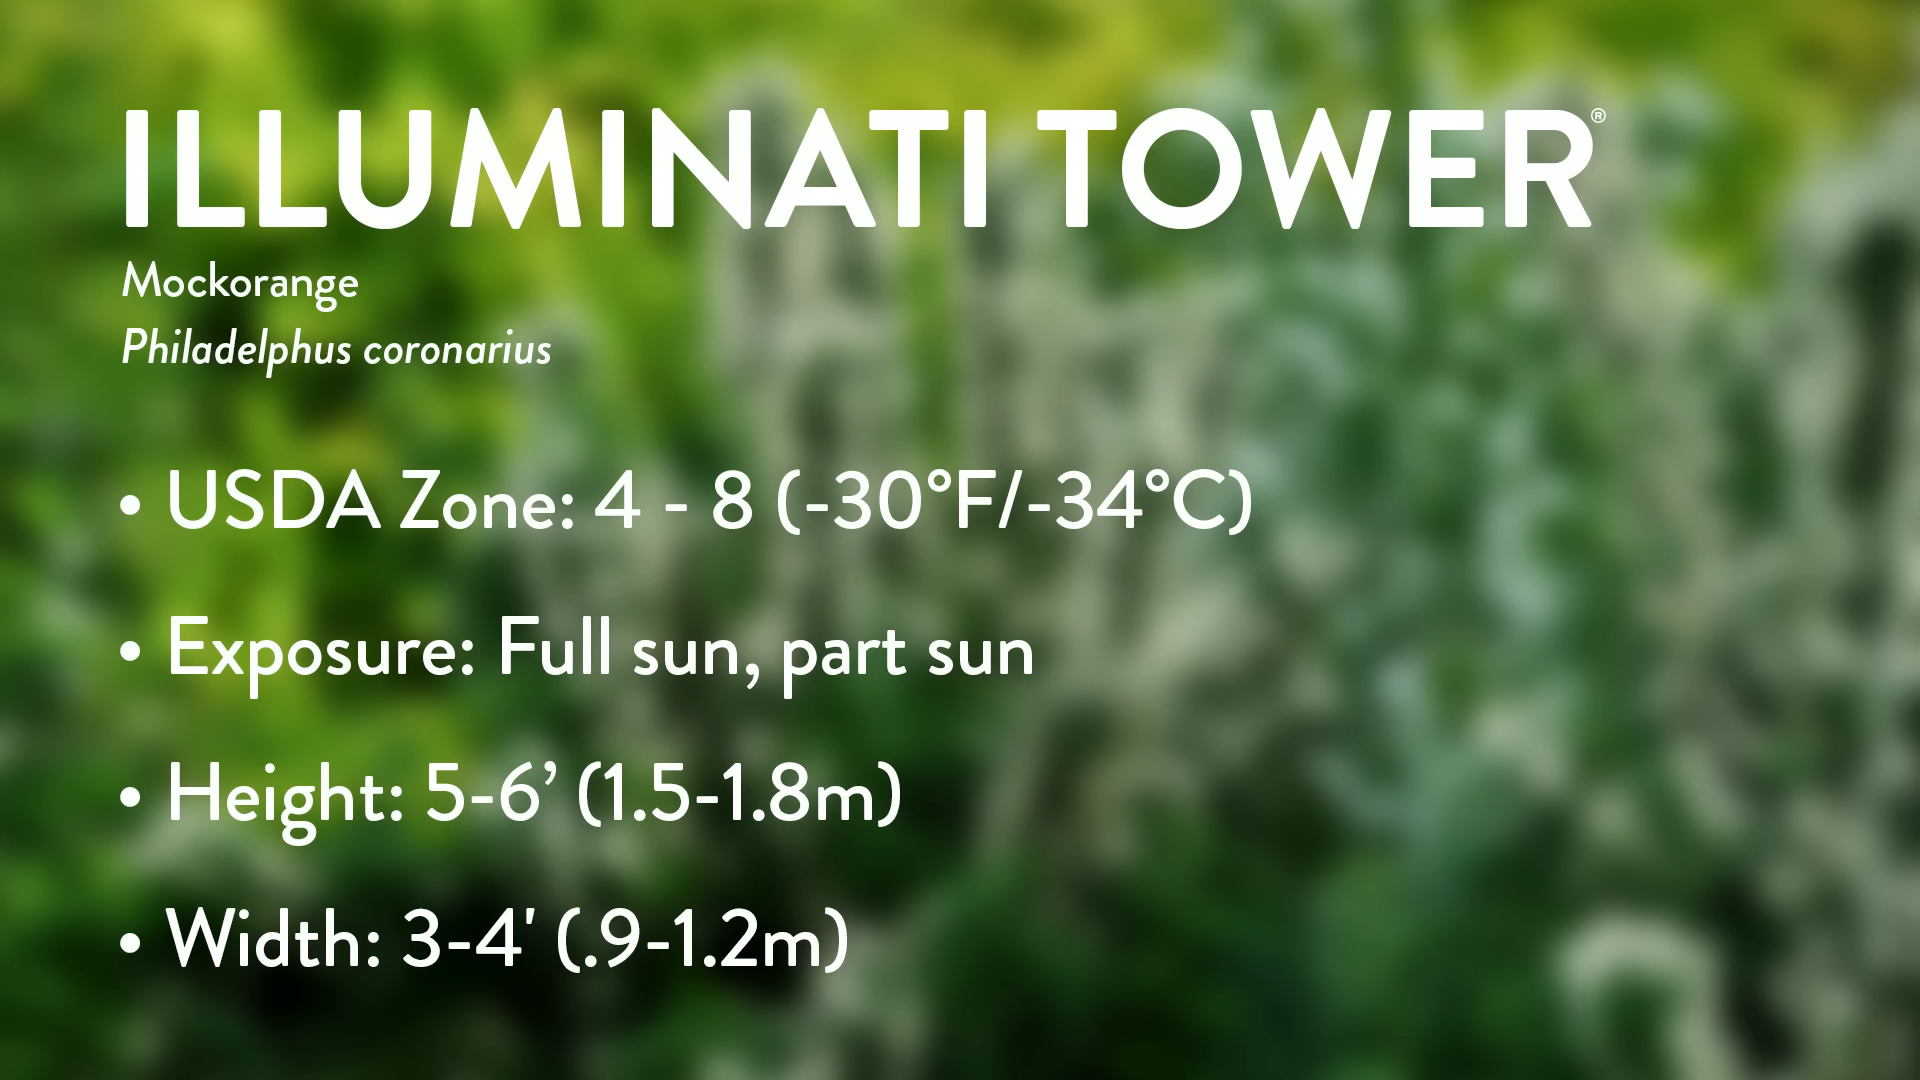 ILLUMINATI TOWER®
Mockorange
Philadelphus coronarius
• USDA Zone: 4 - 8 (-30°F/-34°C)
• Exposure: Full sun, part sun
• Height: 5-6’ (1.5-1.8m)
• Width: 3-4' (.9-1.2m)